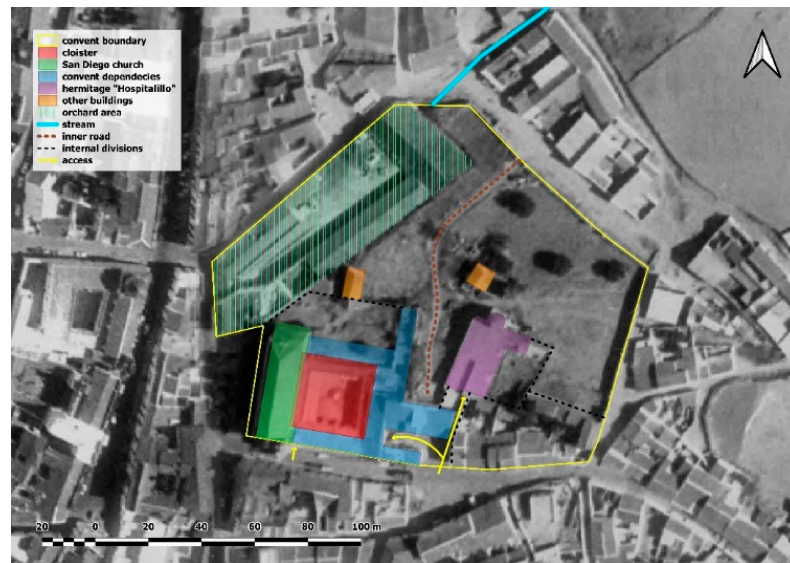 convent boundary
cloister
San Diego church
convent dependecies
hermitage "Hospitalillo"
other buildings
orchard area
stream
inner road
internal divisions
access
20 0 20 40 60 80 100 m